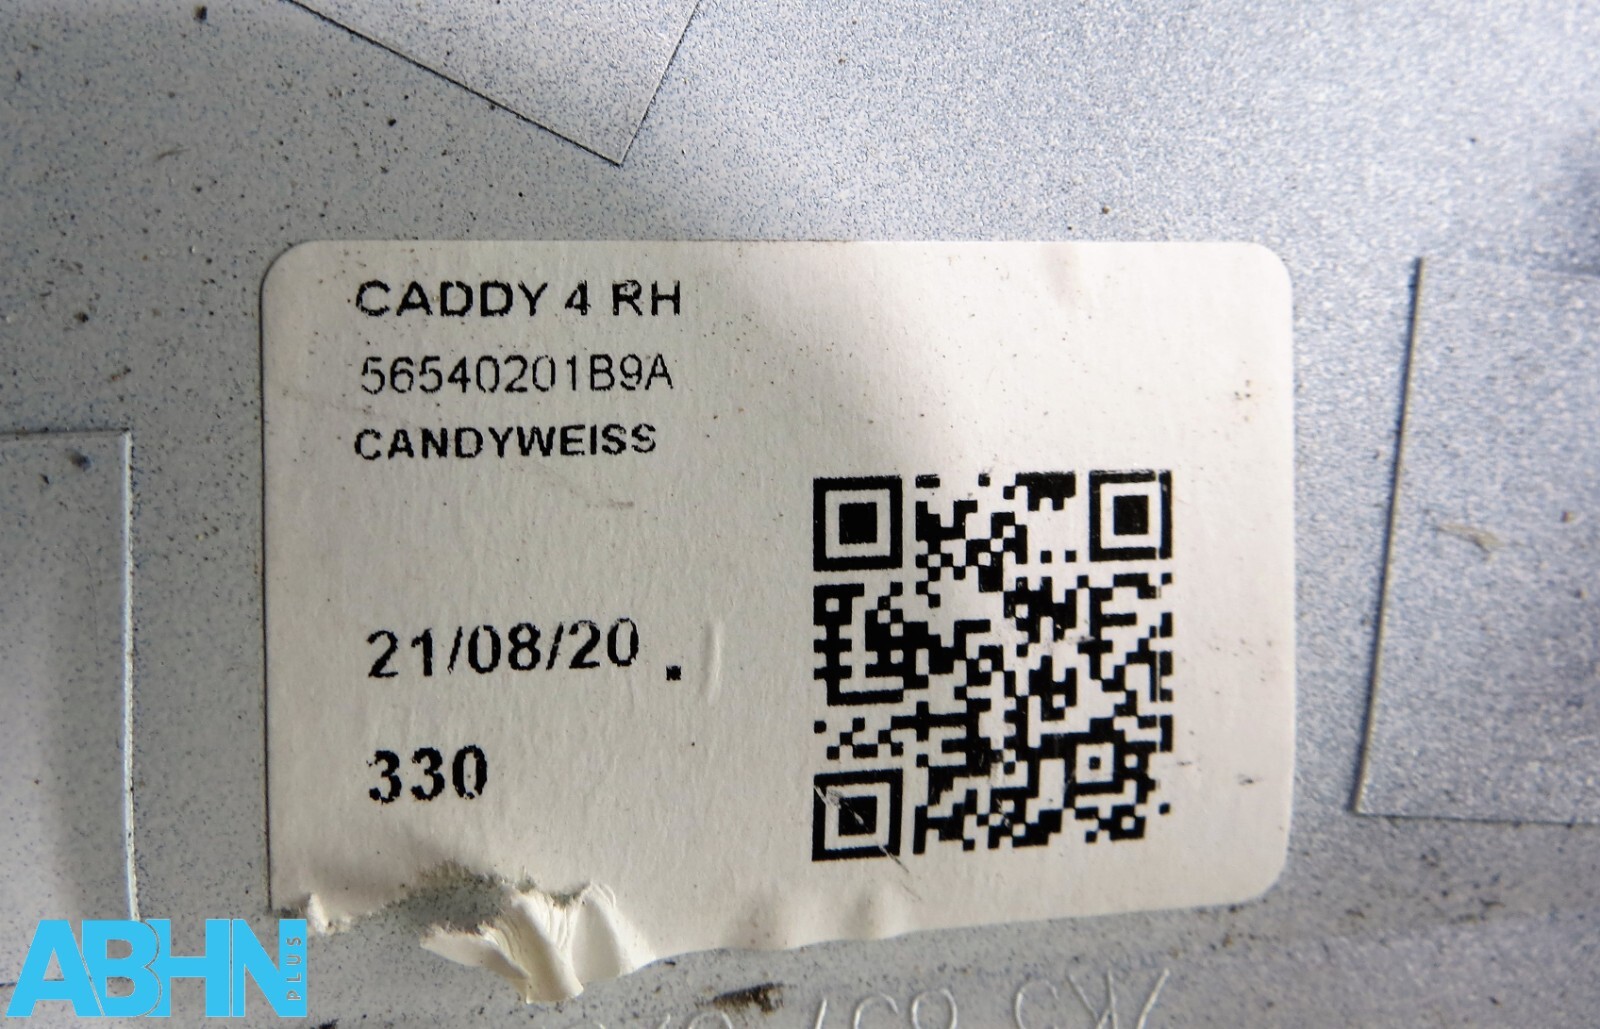 CADDY 4 RH
56540201B9A
CANDYWEISS
21/08/20 .
330
ABHN
PLUS